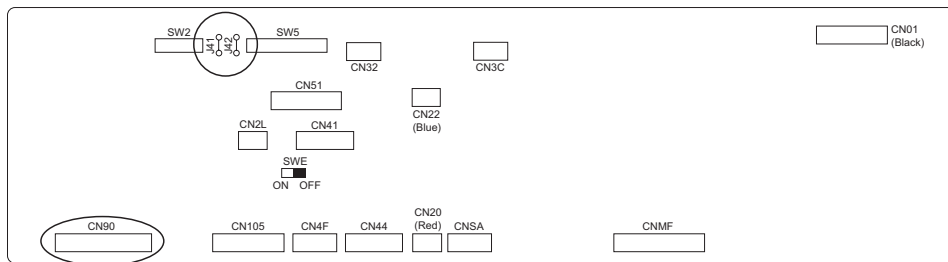 SW2
J41
J42
SW5
CN01
(Black)
CN32
CN3C
CN51
CN22
(Blue)
CN2L
CN41
SWE
ON OFF
CN90
CN105
CN4F
CN44
CN20
(Red)
CNSA
CNMF